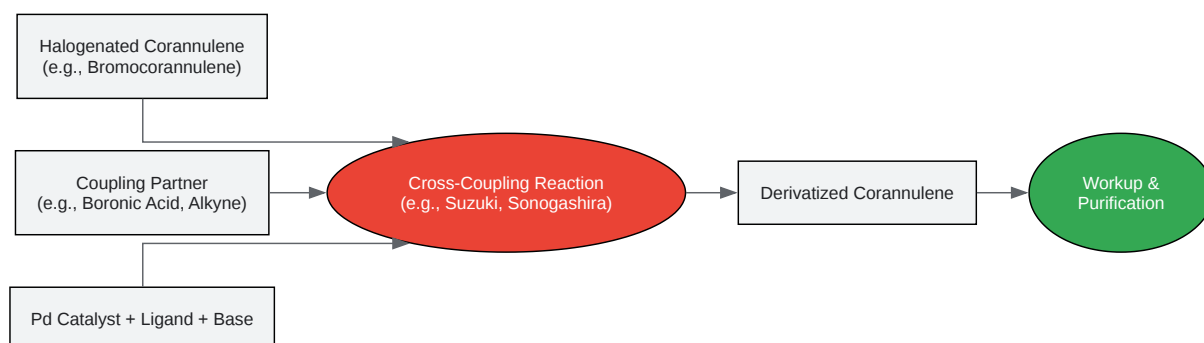 Halogenated Corannulene
(e.g., Bromocorannulene)
Coupling Partner
(e.g., Boronic Acid, Alkyne)
Pd Catalyst + Ligand + Base
Cross-Coupling Reaction
(e.g., Suzuki, Sonogashira)
Derivatized Corannulene
Workup &
Purification